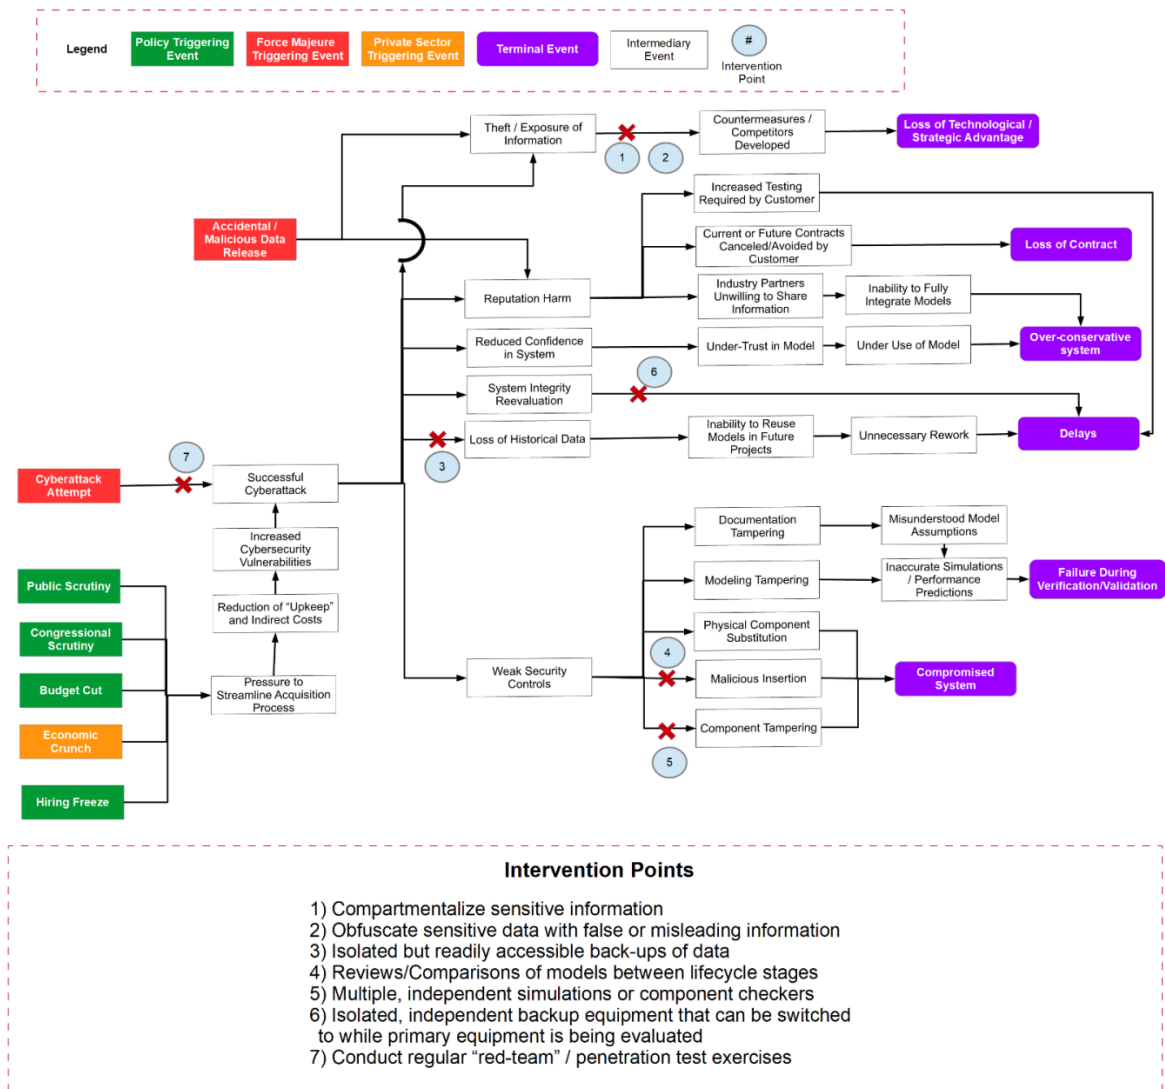 Legend
Policy Triggering
Event
Force Majeure
Triggering Event
Private Sector
Triggering Event
Terminal Event
Intermediary
Event
#
Intervention
Point
Theft / Exposure of
Information
1
2
Countermeasures /
Competitors
Developed
Loss of Technological /
Strategic Advantage
Increased Testing
Required by Customer
Accidental /
Malicious Data
Release
Current or Future Contracts
Canceled/Avoided by
Customer
Loss of Contract
Reputation Harm
Industry Partners
Unwilling to Share
Information
Inability to Fully
Integrate Models
Reduced Confidence
in System
Under-Trust in Model
Under Use of Model
Over-conservative
system
System Integrity
Reevaluation
6
Loss of Historical Data
3
Inability to Reuse
Models in Future
Projects
Unnecessary Rework
Delays
7
Cyberattack
Attempt
Successful
Cyberattack
Increased
Cybersecurity
Vulnerabilities
Documentation
Tampering
Misunderstood Model
Assumptions
Public Scrutiny
Reduction of "Upkeep"
and Indirect Costs
Modeling Tampering
Inaccurate Simulations
/ Performance
Predictions
Failure During
Verification/Validation
Congressional
Scrutiny
Physical Component
Substitution
Budget Cut
Pressure to
Streamline Acquisition
Process
Weak Security
Controls
4
Malicious Insertion
Compromised
System
Economic
Crunch
Component Tampering
5
Hiring Freeze
Intervention Points
1) Compartmentalize sensitive information
2) Obfuscate sensitive data with false or misleading information
3) Isolated but readily accessible back-ups of data
4) Reviews/Comparisons of models between lifecycle stages
5) Multiple, independent simulations or component checkers
6) Isolated, independent backup equipment that can be switched
to while primary equipment is being evaluated
7) Conduct regular "red-team" / penetration test exercises